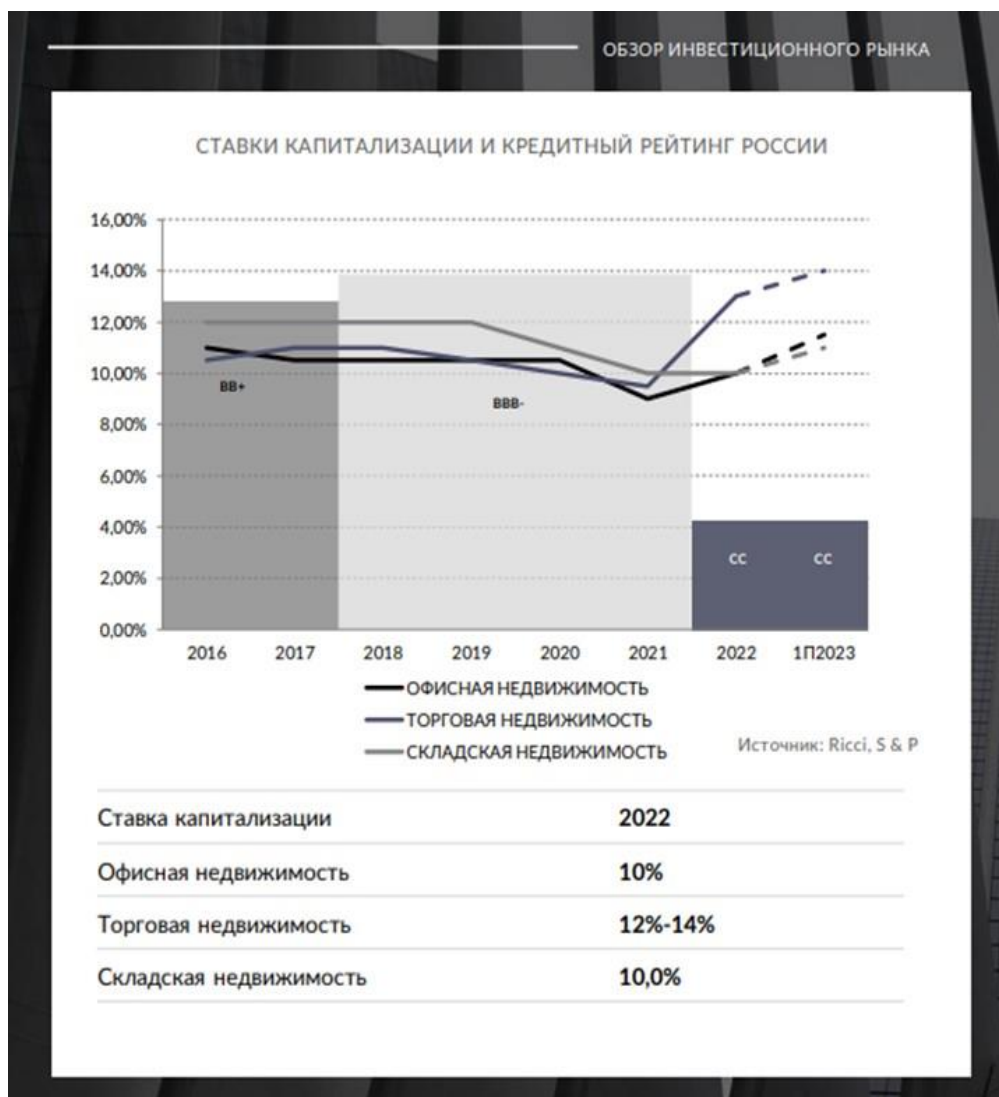 ОБЗОР ИНВЕСТИЦИОННОГО РЫНКА
СТАВКИ КАПИТАЛИЗАЦИИ И КРЕДИТНЫЙ РЕЙТИНГ РОССИИ
16,00%
14,00%
12,00%
10,00%
8,00%
6,00%
4,00%
2,00%
0,00%
BB+
BBB-
CC CC
2016 2017 2018 2019 2020 2021 2022 1П2023
ОФИСНАЯ НЕДВИЖИМОСТЬ
ТОРГОВАЯ НЕДВИЖИМОСТЬ
СКЛАДСКАЯ НЕДВИЖИМОСТЬ
Источник: Ricci, S & P
Ставка капитализации 2022
Офисная недвижимость 10%
Торговая недвижимость 12%-14%
Складская недвижимость 10,0%